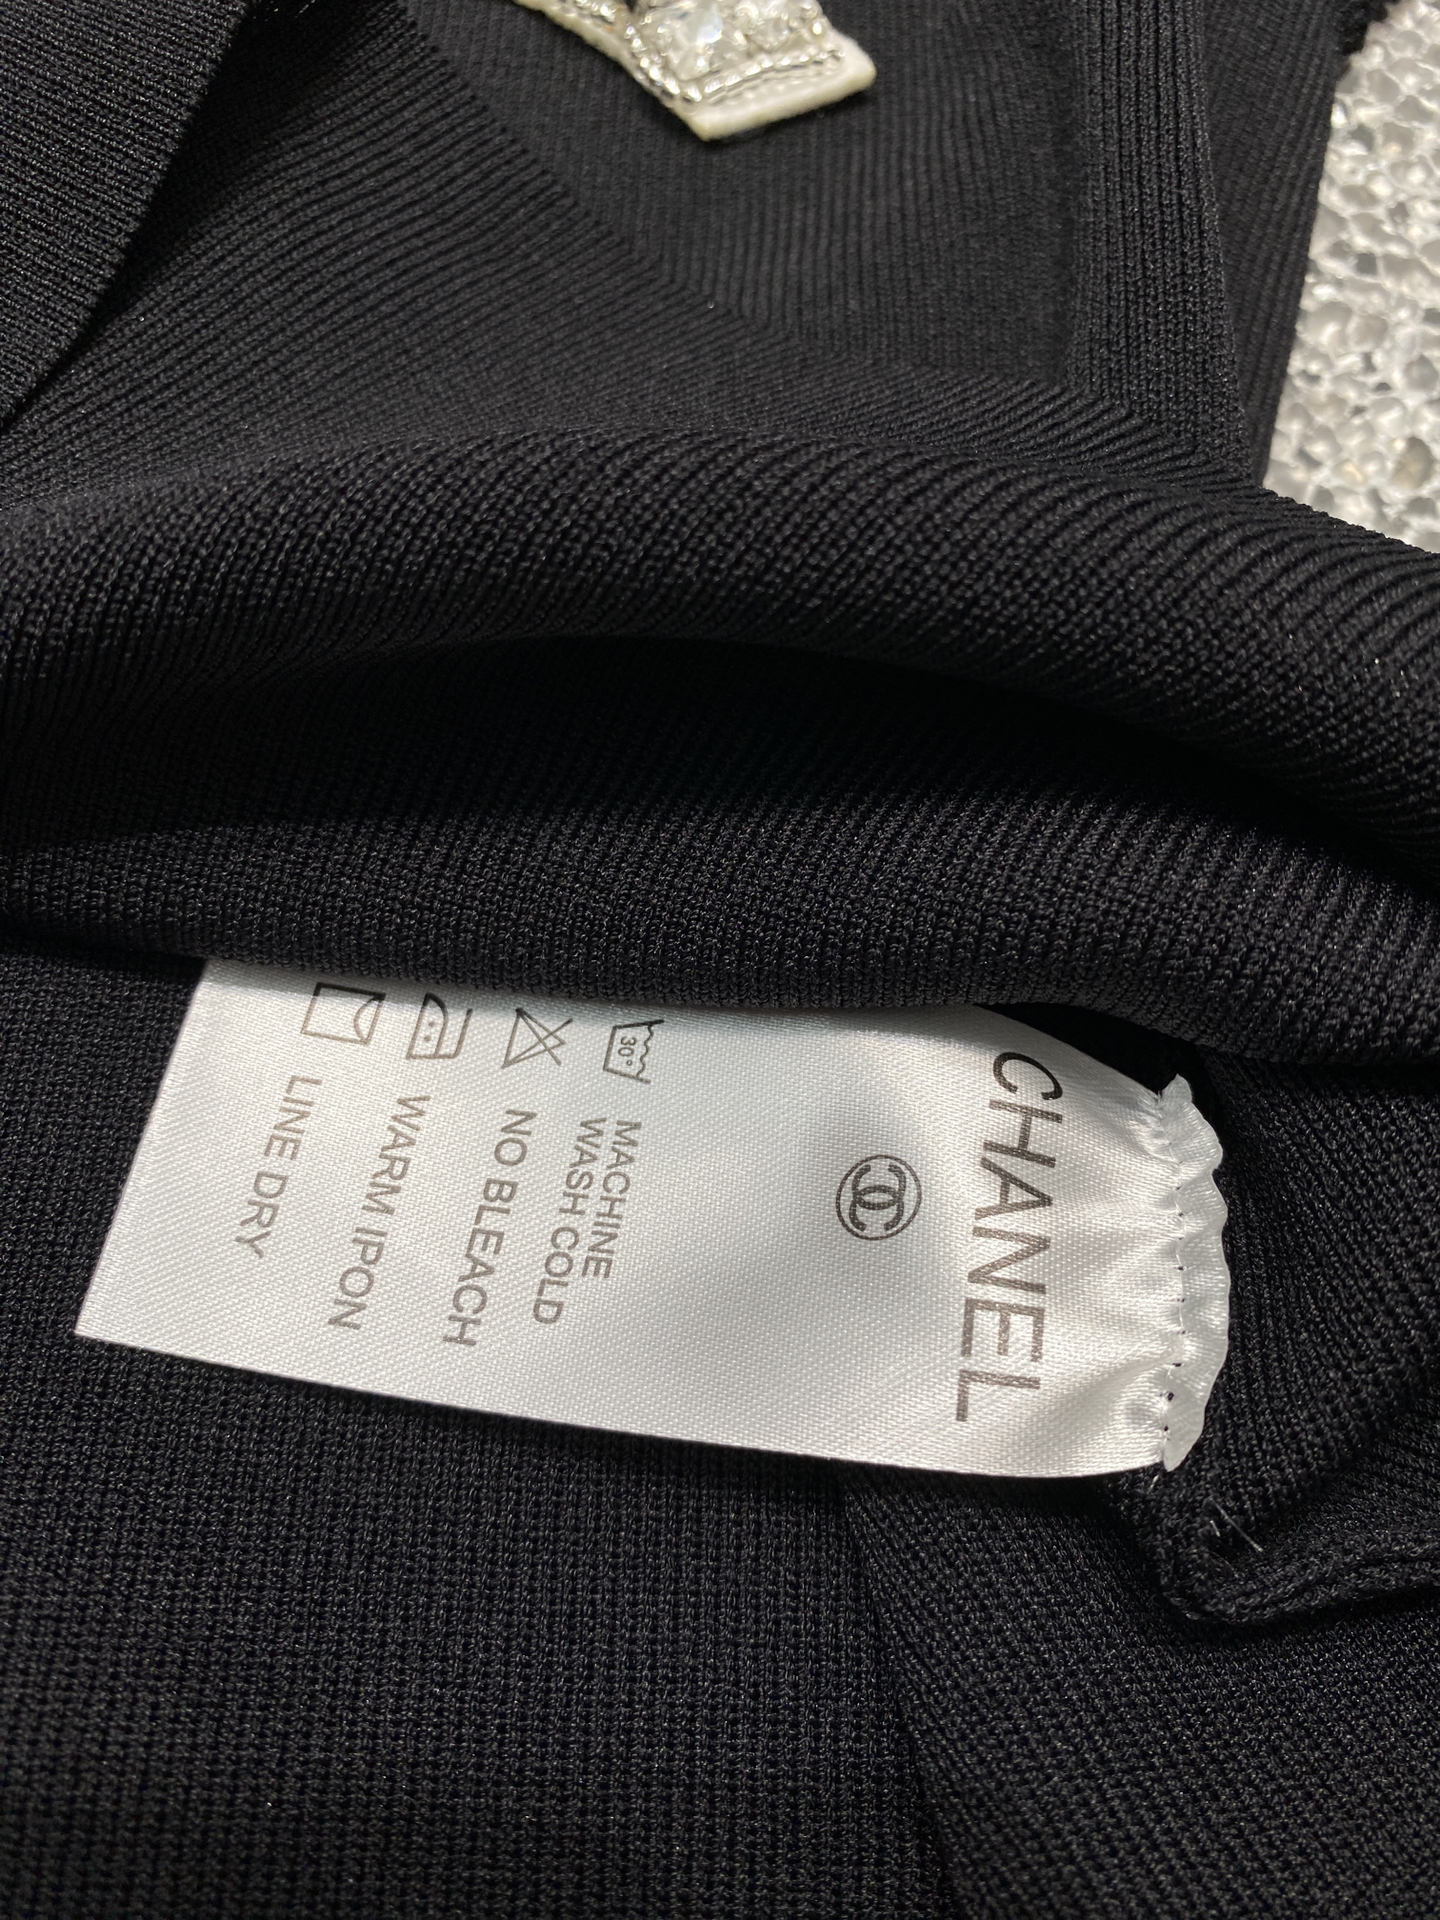 CHANEL
30°
MACHINE
WASH COLD
NO BLEACH
WARM IPON
LINE DRY